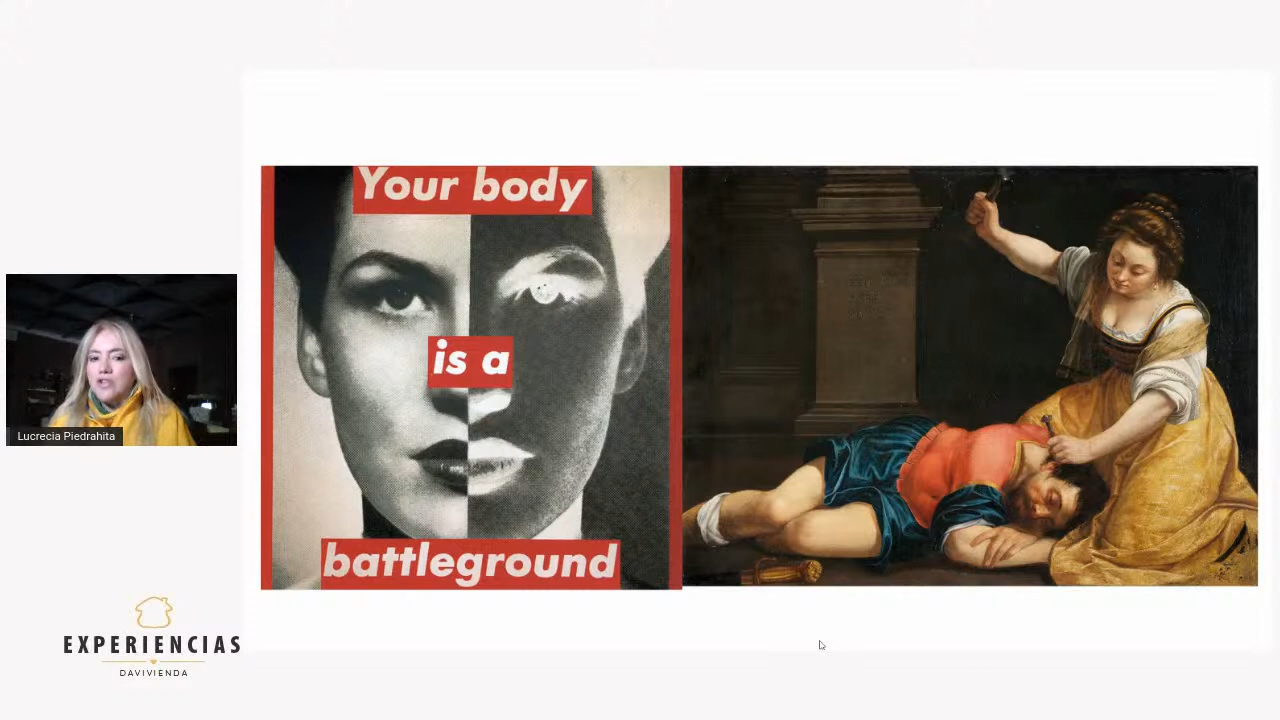 Your body
is a
battleground
Lucrecia Piedrahita
EXPERIENCIAS
DAVIVIENDA